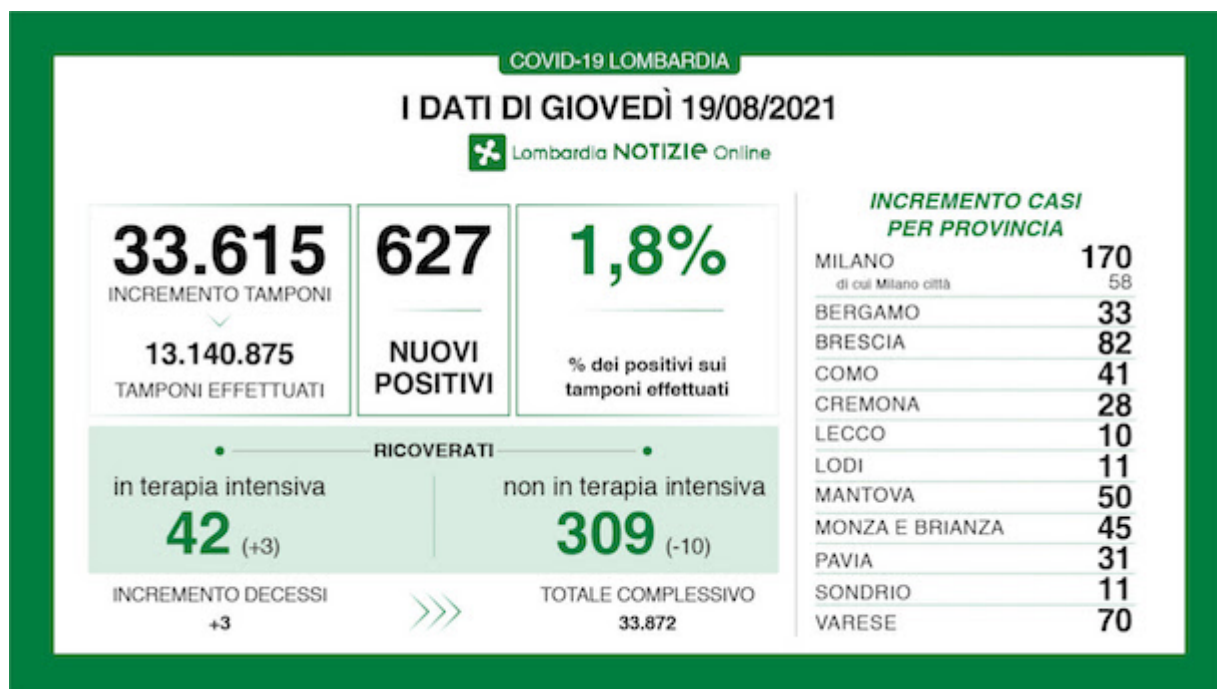 COVID-19 LOMBARDIA
I DATI DI GIOVEDÌ 19/08/2021
Lombardia NOTIZIE Online
33.615
INCREMENTO TAMPONI
13.140.875
TAMPONI EFFETTUATI
627
NUOVI
POSITIVI
1,8%
% dei positivi sui
tamponi effettuati
RICOVERATI
in terapia intensiva
42 (+3)
non in terapia intensiva
309 (-10)
INCREMENTO DECESSI
+3
TOTALE COMPLESSIVO
33.872
INCREMENTO CASI
PER PROVINCIA
MILANO 170
di cui Milano città 58
BERGAMO 33
BRESCIA 82
COMO 41
CREMONA 28
LECCO 10
LODI 11
MANTOVA 50
MONZA E BRIANZA 45
PAVIA 31
SONDRIO 11
VARESE 70